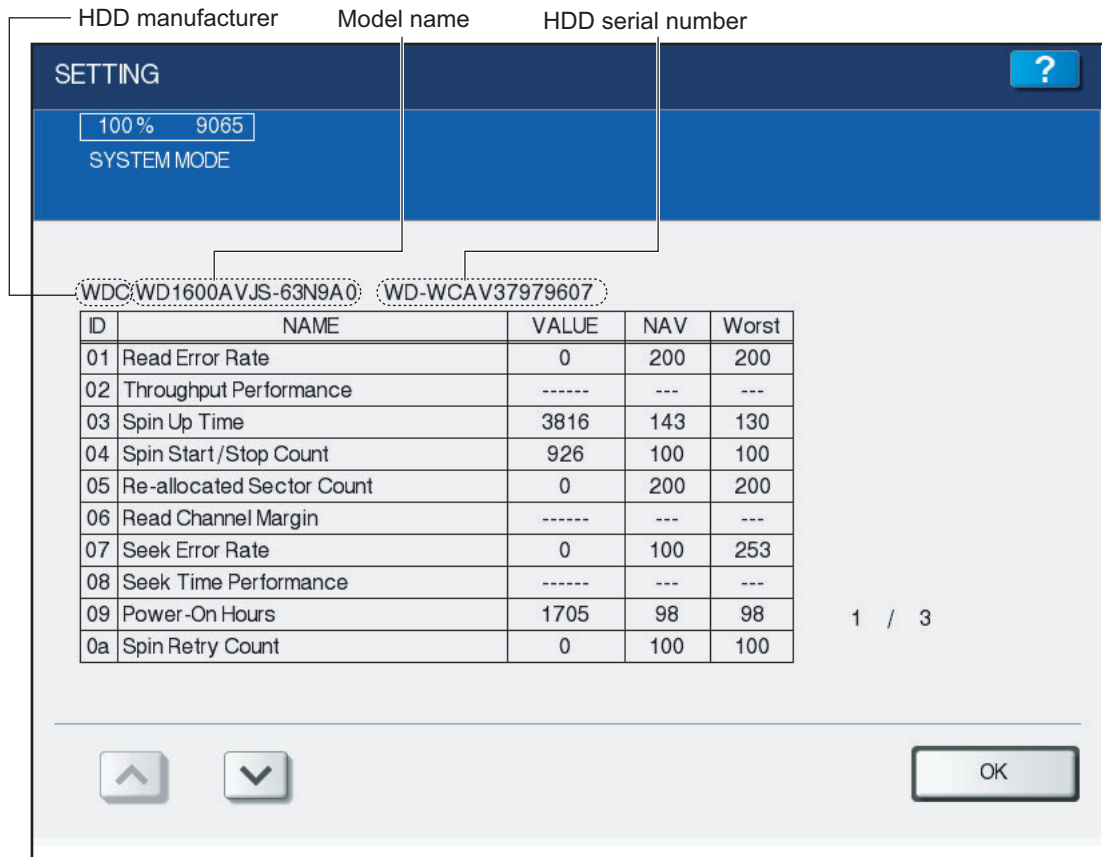 HDD manufacturer Model name HDD serial number
SETTING ?
100% 9065
SYSTEM MODE
WDC WD1600AVJS-63N9A0 WD-WCAV37979607
ID NAME VALUE NAV Worst
01 Read Error Rate 0 200 200
02 Throughput Performance ------ --- ---
03 Spin Up Time 3816 143 130
04 Spin Start/Stop Count 926 100 100
05 Re-allocated Sector Count 0 200 200
06 Read Channel Margin ------ --- ---
07 Seek Error Rate 0 100 253
08 Seek Time Performance ------ --- ---
09 Power-On Hours 1705 98 98
0a Spin Retry Count 0 100 100
1 / 3
OK